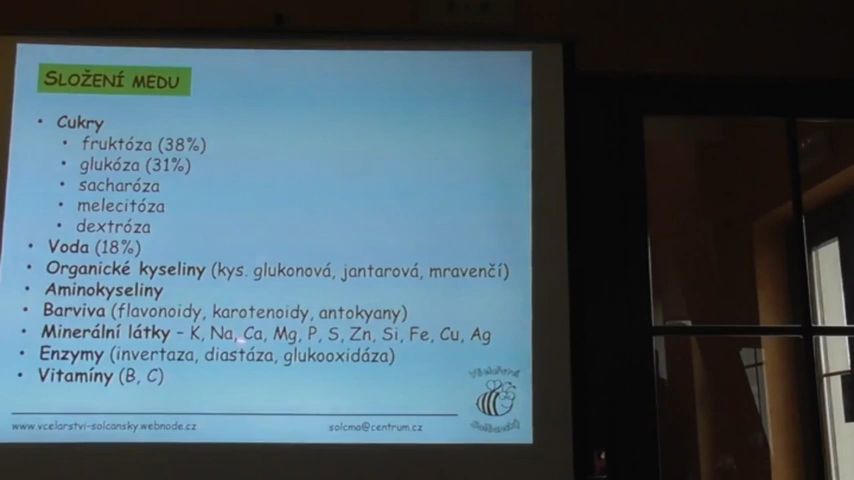 SLOŽENÍ MEDU
• Cukry
• fruktóza (38%)
• glukóza (31%)
• sacharóza
• melecitóza
• dextróza
• Voda (18%)
• Organické kyseliny (kys. glukonová, jantarová, mravenčí)
• Aminokyseliny
• Barviva (flavonoidy, karotenoidy, antokyany)
• Minerální látky – K, Na, Ca, Mg, P, S, Zn, Si, Fe, Cu, Ag
• Enzymy (invertaza, diastáza, glukooxidáza)
• Vitamíny (B, C)
www.vcelarstvi-solcansky.webnode.cz
solcma@centrum.cz